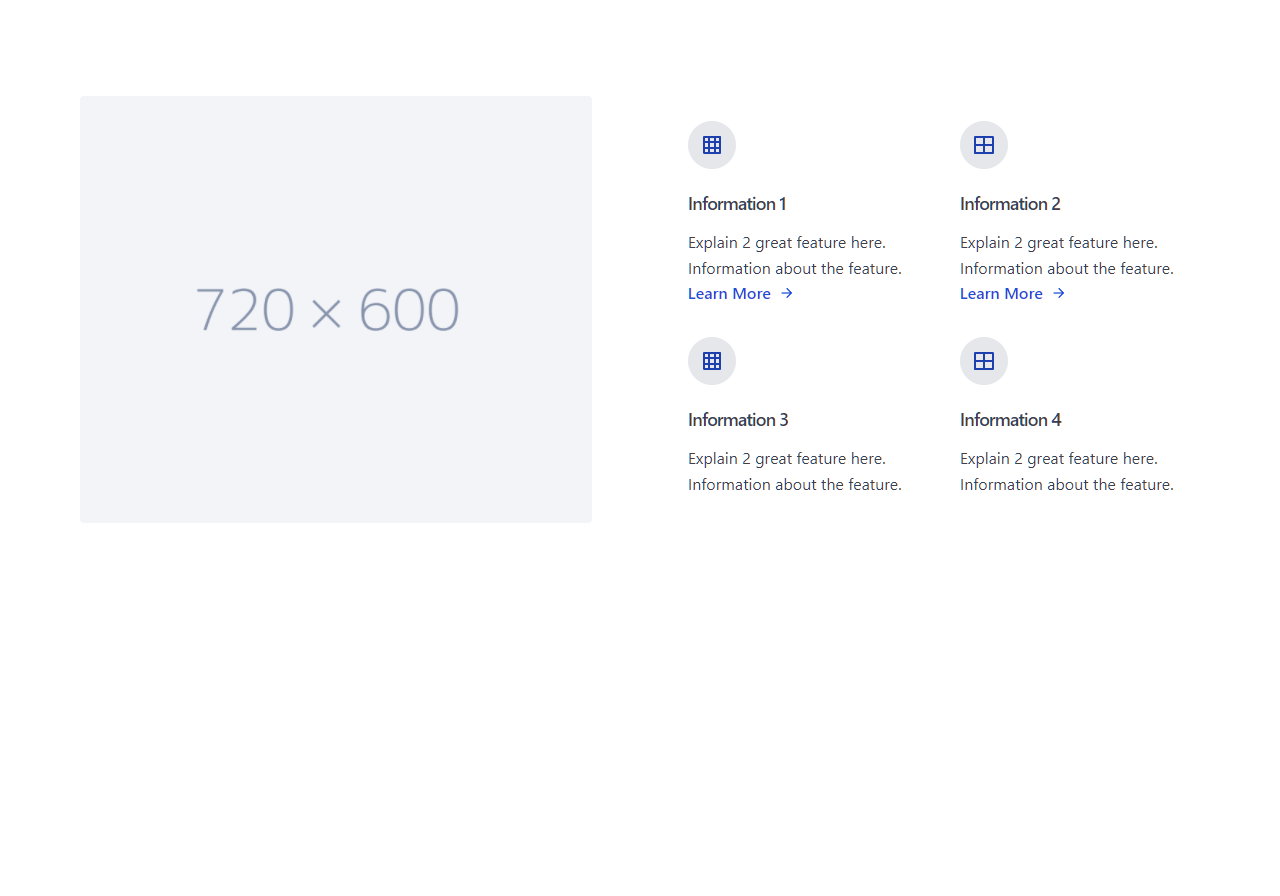 720 × 600
Information 1
Explain 2 great feature here.
Information about the feature.
Learn More →
Information 2
Explain 2 great feature here.
Information about the feature.
Learn More →
Information 3
Explain 2 great feature here.
Information about the feature.
Information 4
Explain 2 great feature here.
Information about the feature.